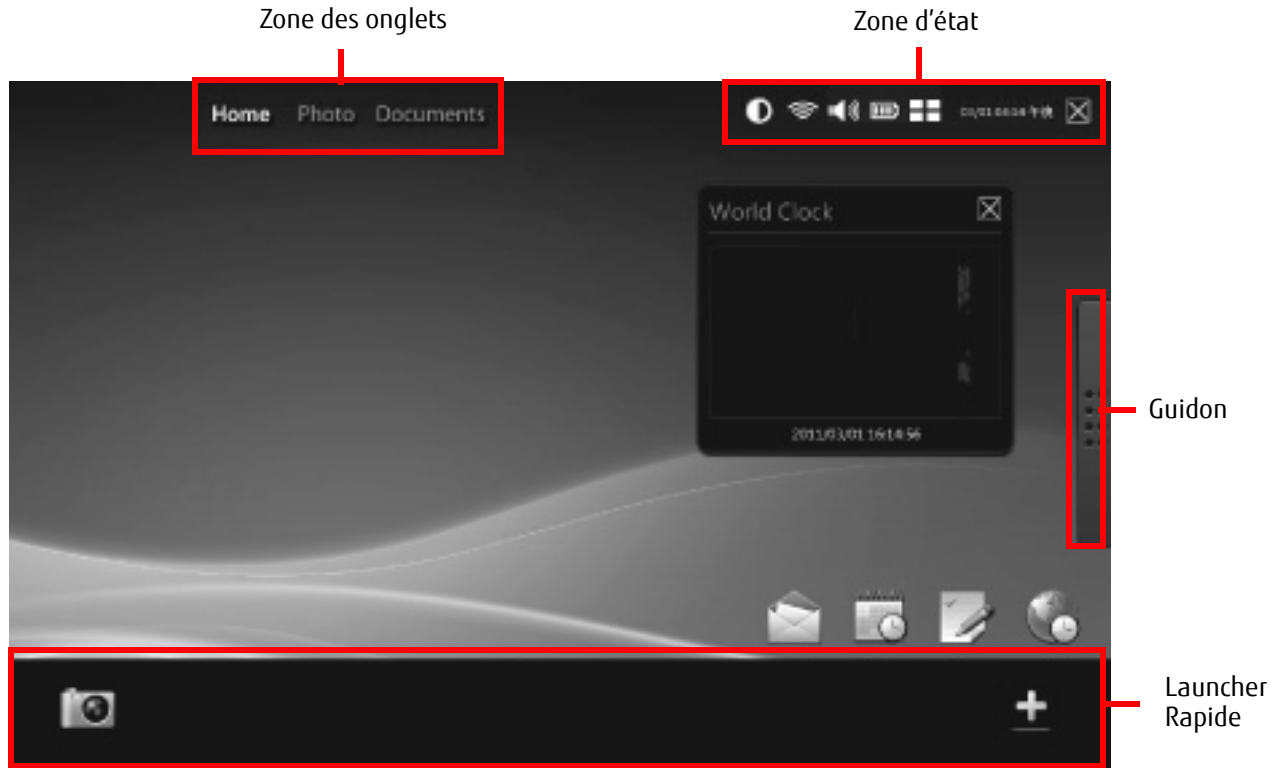 Zone des onglets
Zone d'état
Home Photo Documents
World Clock
2011/03/01 16:14:56
Guidon
Launcher
Rapide